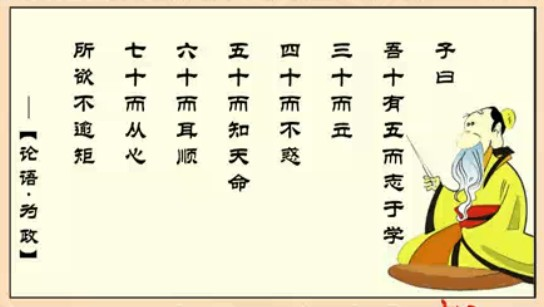 子曰
吾十有五而志于学
三十而立
四十而不惑
五十而知天命
六十而耳顺
七十而从心
所欲不逾矩
—【论语·为政】